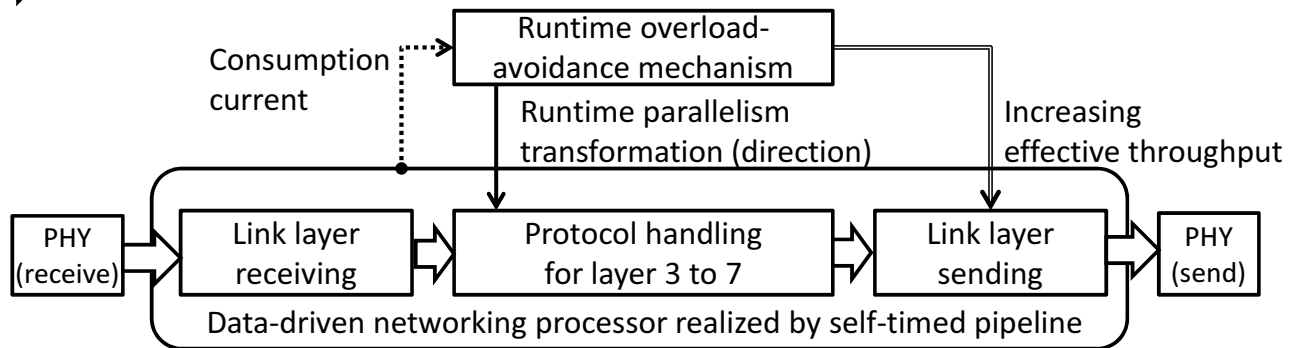 Runtime overload-
avoidance mechanism
Consumption
current
Runtime parallelism
transformation (direction)
Increasing
effective throughput
PHY
(receive)
Link layer
receiving
Protocol handling
for layer 3 to 7
Link layer
sending
PHY
(send)
Data-driven networking processor realized by self-timed pipeline